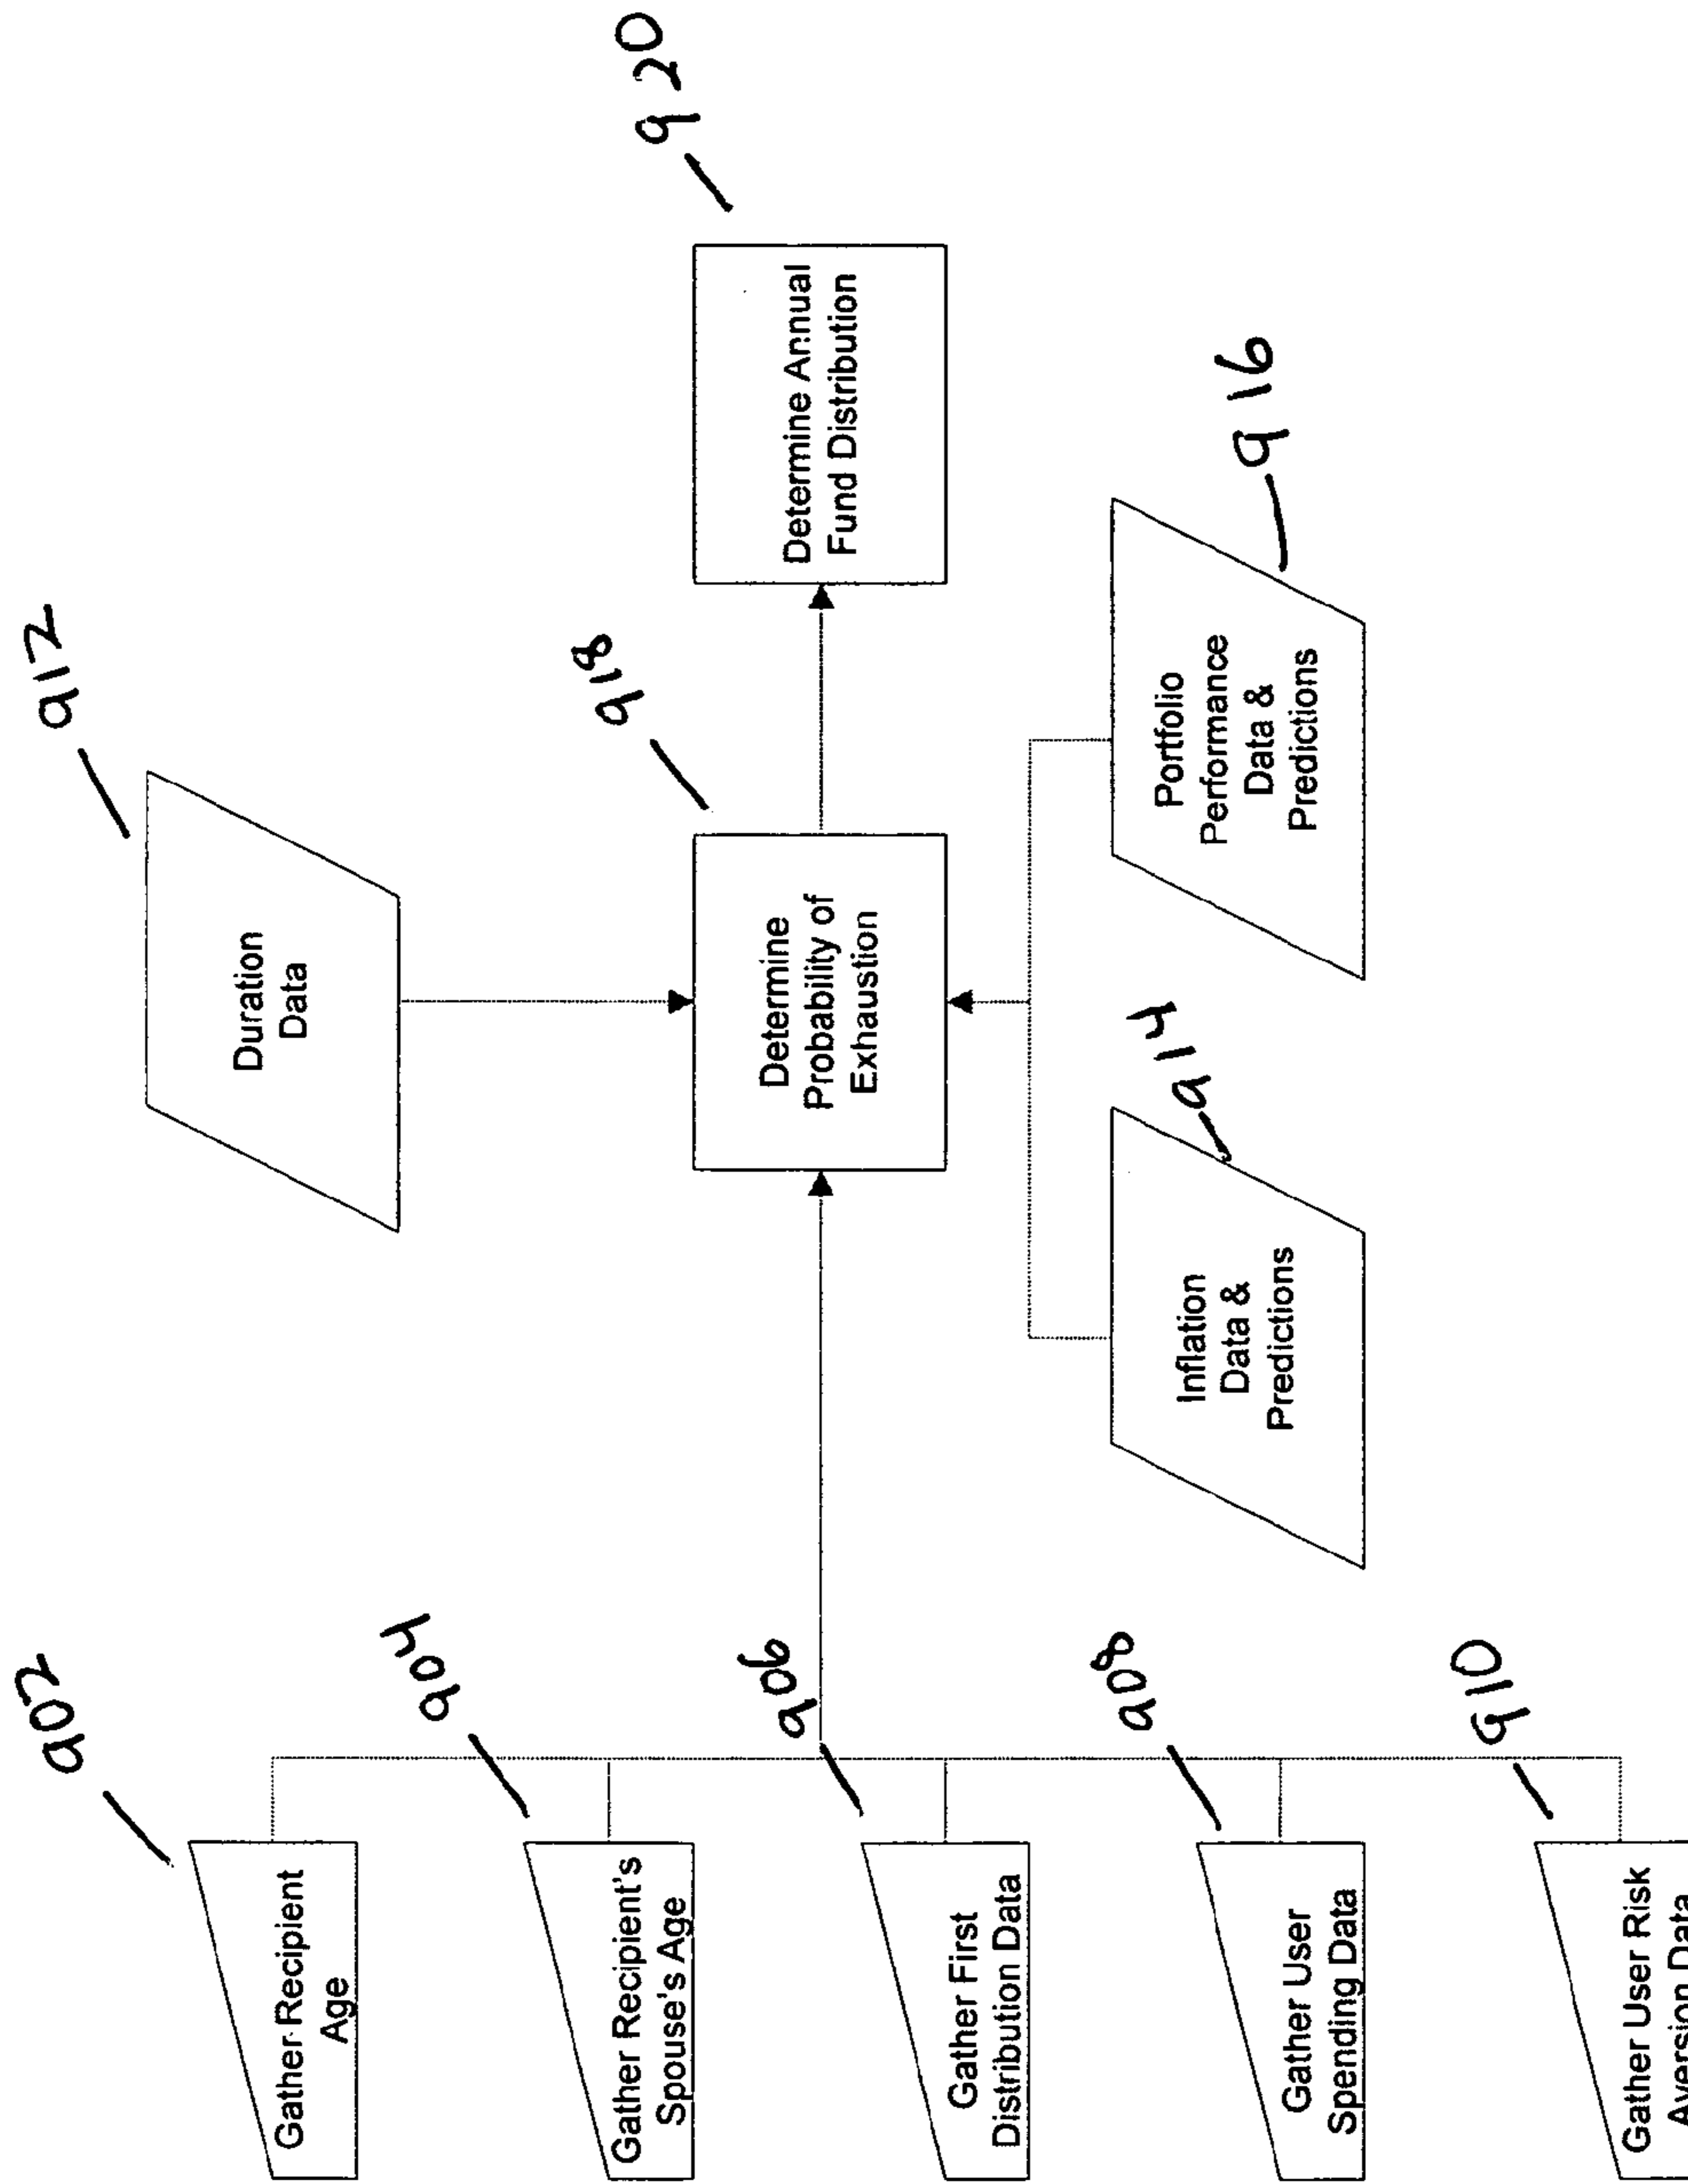 902
Gather Recipient
Age
904
Gather Recipient's
Spouse's Age
906
Gather First
Distribution Data
908
Gather User
Spending Data
910
Gather User Risk
Aversion Data
912
Duration
Data
918
Determine
Probability of
Exhaustion
914
Inflation
Data &
Predictions
916
Portfolio
Performance
Data &
Predictions
920
Determine Annual
Fund Distribution